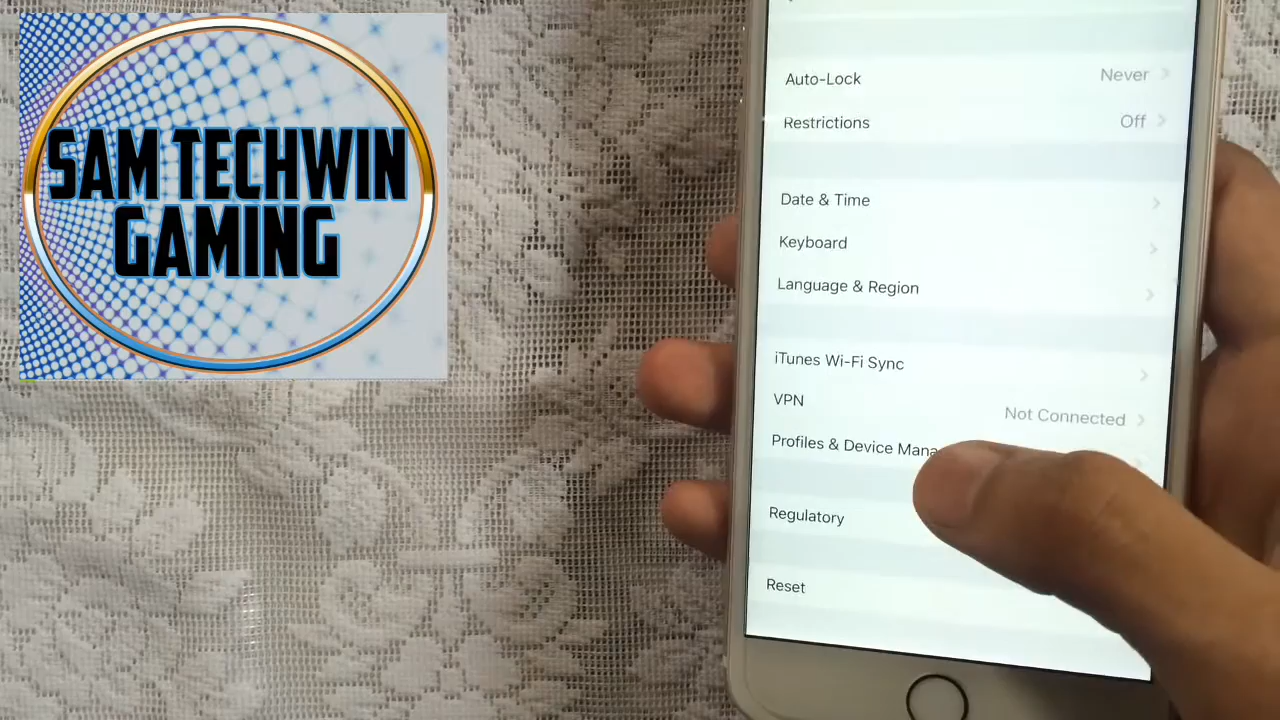 SAM TECHWIN
GAMING
Auto-Lock Never
Restrictions Off
Date & Time
Keyboard
Language & Region
iTunes Wi-Fi Sync
VPN Not Connected
Profiles & Device Mana
Regulatory
Reset